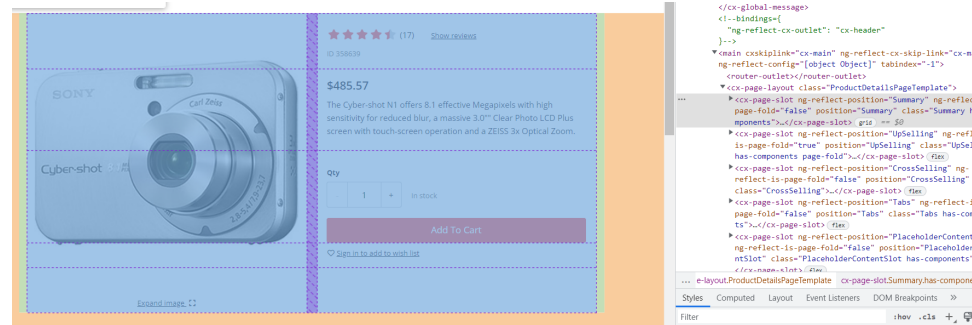 SONY
Carl Zeiss
Cyber-shot
(17) Show reviews
ID 358639
$485.57
The Cyber-shot N1 offers 8.1 effective Megapixels with high
sensitivity for reduced blur, a massive 3.0"" Clear Photo LCD Plus
screen with touch-screen operation and a ZEISS 3x Optical Zoom.
Qty
1 + In stock
Add To Cart
Sign in to add to wish list
Expand image
</cx-global-message>
<!--bindings={
"ng-reflect-cx-outlet": "cx-header"
}-->
<main cxskiplink="cx-main" ng-reflect-cx-skip-link="cx-m
ng-reflect-config="[object Object]" tabindex="-1">
<router-outlet></router-outlet>
<cx-page-layout class="ProductDetailsPageTemplate">
... <cx-page-slot ng-reflect-position="Summary" ng-reflec
page-fold="false" position="Summary" class="Summary h
mponents">…</cx-page-slot> grid == $0
<cx-page-slot ng-reflect-position="UpSelling" ng-refl
is-page-fold="true" position="UpSelling" class="UpSel
has-components page-fold">…</cx-page-slot> flex
<cx-page-slot ng-reflect-position="CrossSelling" ng-
reflect-is-page-fold="false" position="CrossSelling"
class="CrossSelling">…</cx-page-slot> flex
<cx-page-slot ng-reflect-position="Tabs" ng-reflect-i
page-fold="false" position="Tabs" class="Tabs has-com
ts">…</cx-page-slot> flex
<cx-page-slot ng-reflect-position="PlaceholderContent
ng-reflect-is-page-fold="false" position="Placeholder
ntSlot" class="PlaceholderContentSlot has-components"
</cx-page-slot> flex
... e-layout.ProductDetailsPageTemplate cx-page-slot.Summary.has-compone
Styles Computed Layout Event Listeners DOM Breakpoints »
Filter :hov .cls +